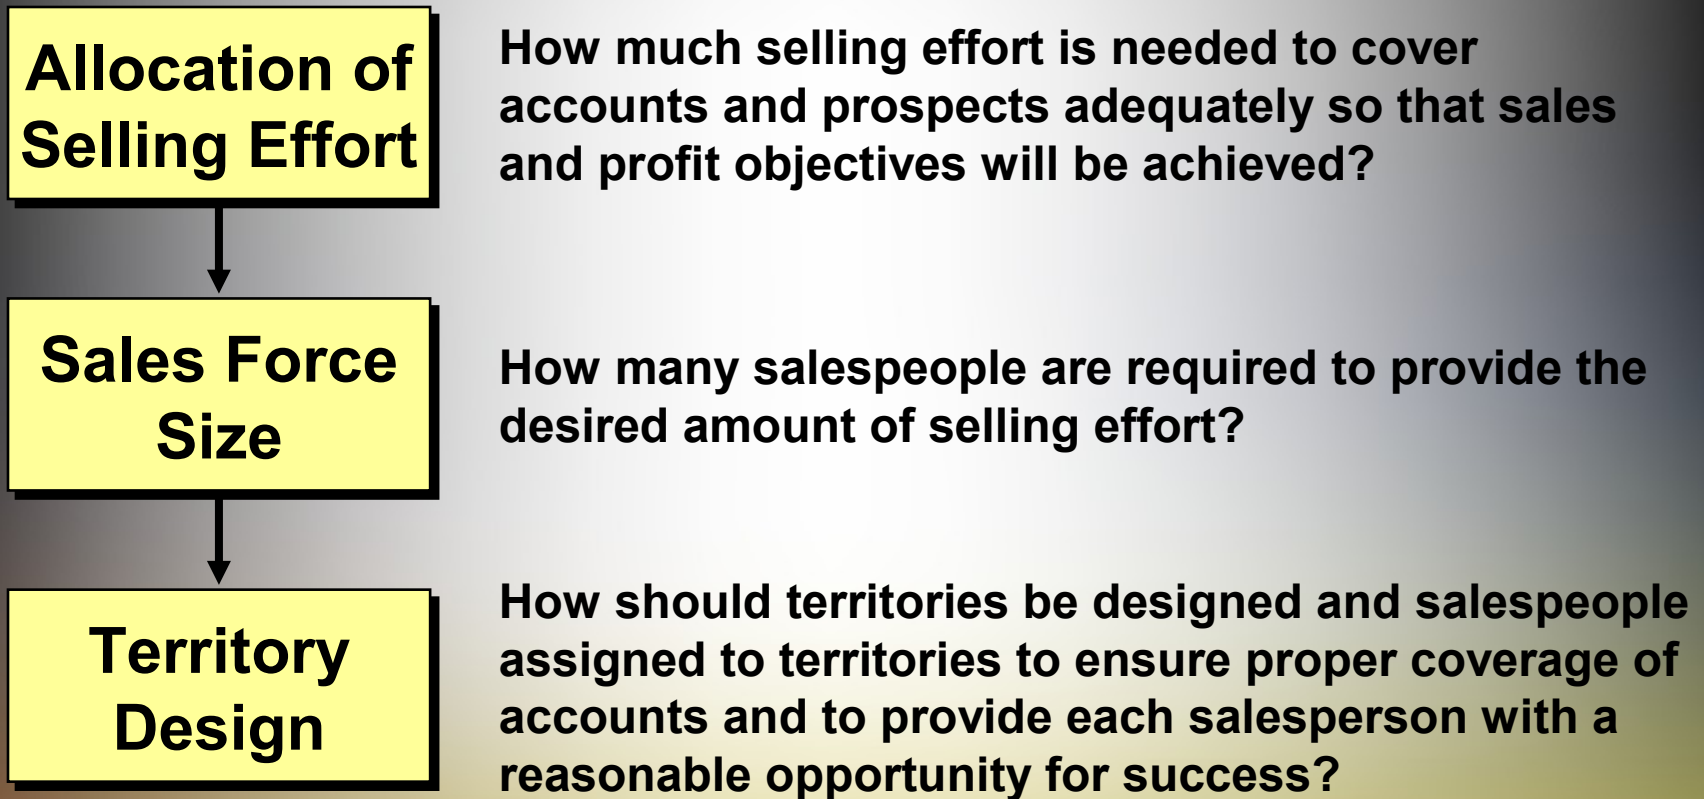 Allocation of
Selling Effort
How much selling effort is needed to cover
accounts and prospects adequately so that sales
and profit objectives will be achieved?
Sales Force
Size
How many salespeople are required to provide the
desired amount of selling effort?
Territory
Design
How should territories be designed and salespeople
assigned to territories to ensure proper coverage of
accounts and to provide each salesperson with a
reasonable opportunity for success?